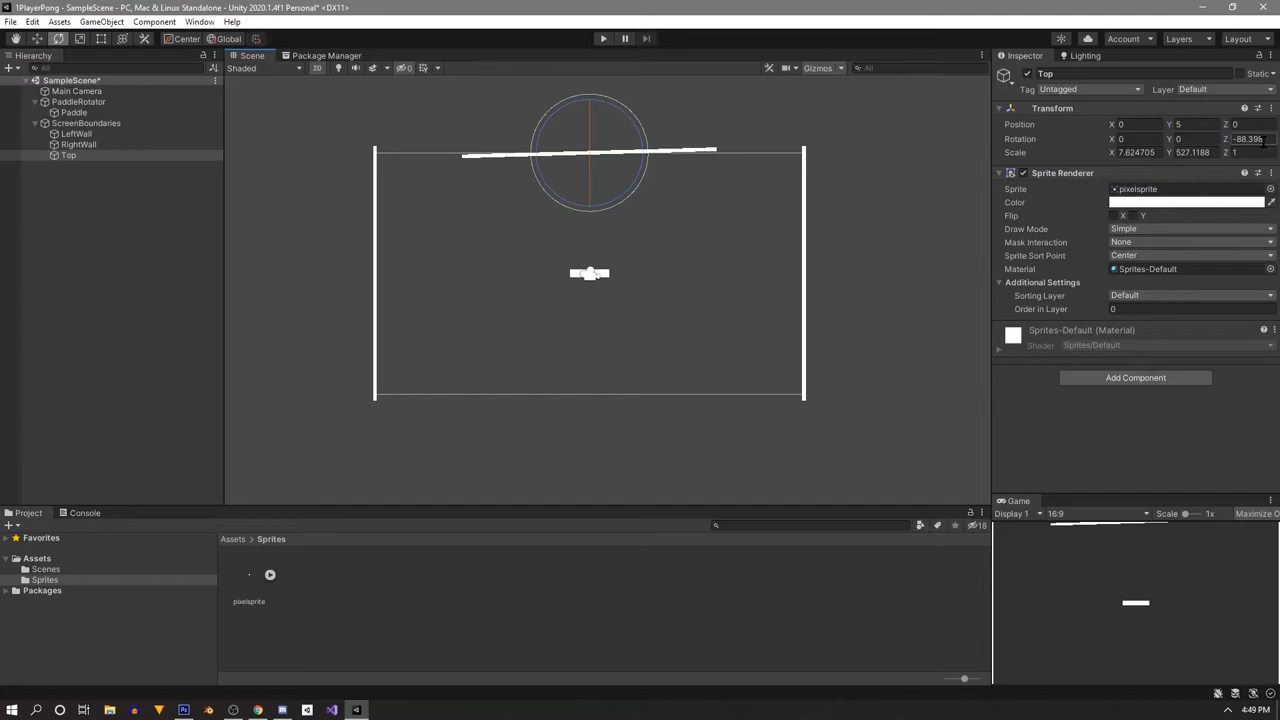 1PlayerPong - SampleScene - PC, Mac & Linux Standalone - Unity 2020.1.4f1 Personal* <DX11>
File Edit Assets GameObject Component Window Help
Center Global Account Layers Layout
Hierarchy Scene Package Manager Inspector Lighting
All Shaded 2D 0 Gizmos All
Top Static
SampleScene*
Main Camera
Tag Untagged Layer Default
PaddleRotator
Transform
Paddle
ScreenBoundaries
Position X 0 Y 5 Z 0
LeftWall
Rotation X 0 Y 0 Z -88.395
RightWall
Scale X 7.624705 Y 527.1188 Z 1
Top
Sprite Renderer
Sprite pixelsprite
Color
Flip X Y
Draw Mode Simple
Mask Interaction None
Sprite Sort Point Center
Material Sprites-Default
Additional Settings
Sorting Layer Default
Order in Layer 0
Sprites-Default (Material)
Shader Sprites/Default
Add Component
Game
Project Console
Display 1 16:9 Scale 1x Maximize O
18
Favorites
Assets > Sprites
Assets
Scenes
Sprites
Packages
pixelsprite
4:49 PM